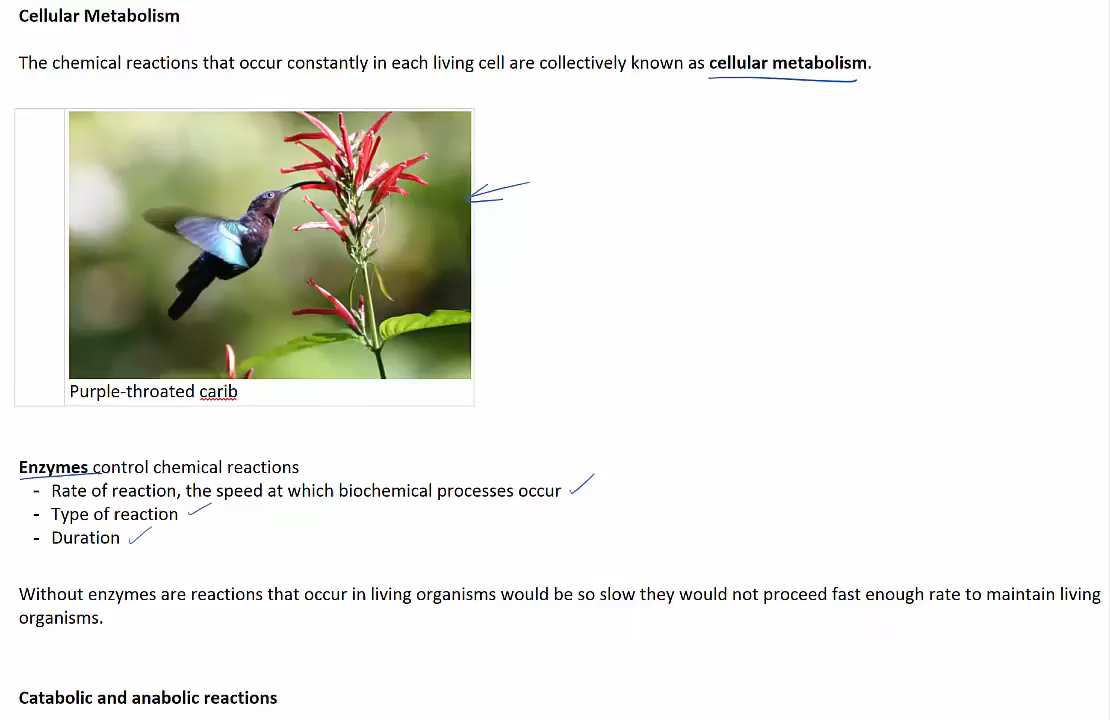 Cellular Metabolism
The chemical reactions that occur constantly in each living cell are collectively known as cellular metabolism.
Purple-throated carib
Enzymes control chemical reactions
- Rate of reaction, the speed at which biochemical processes occur
- Type of reaction
- Duration
Without enzymes are reactions that occur in living organisms would be so slow they would not proceed fast enough rate to maintain living
organisms.
Catabolic and anabolic reactions